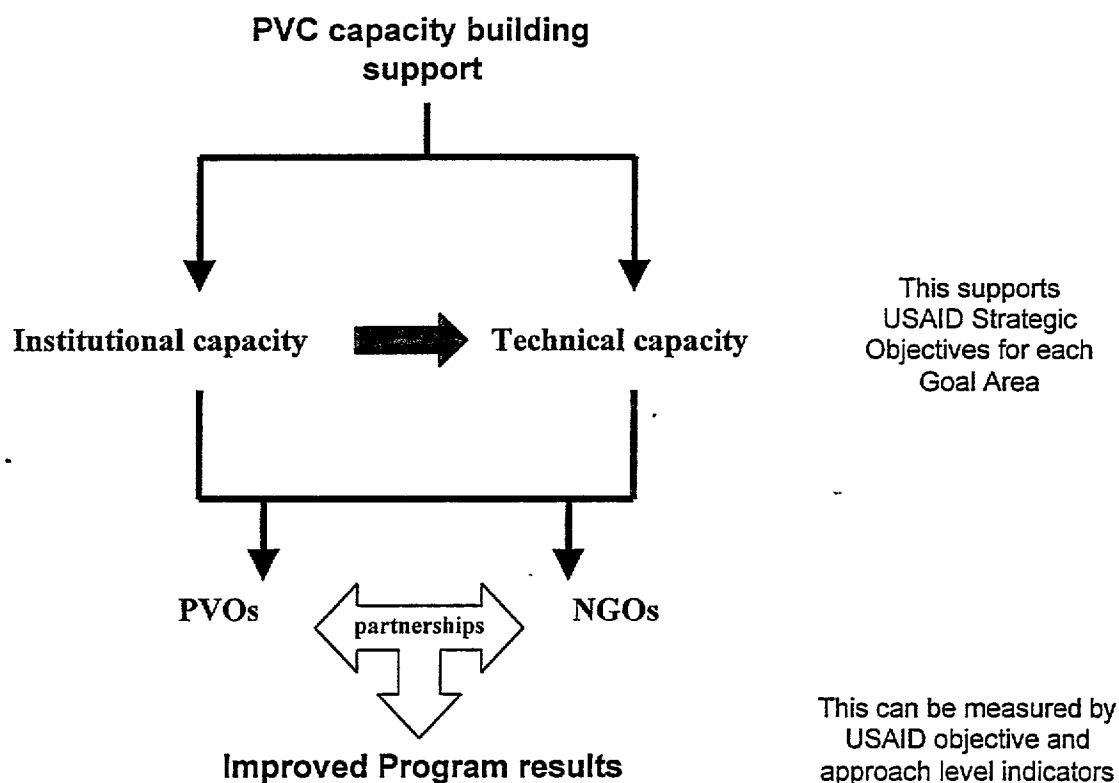 PVC capacity building
support
Institutional capacity
Technical capacity
This supports
USAID Strategic
Objectives for each
Goal Area
PVOs
partnerships
NGOs
Improved Program results
This can be measured by
USAID objective and
approach level indicators